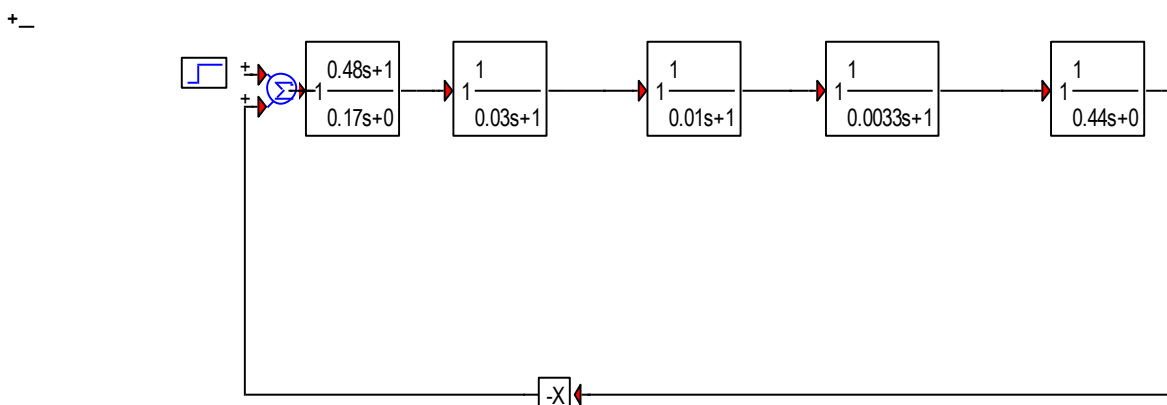 +_
+
+
Σ
1 0.48s+1
0.17s+0
1 1
0.03s+1
1 1
0.01s+1
1 1
0.0033s+1
1 1
0.44s+0
-X